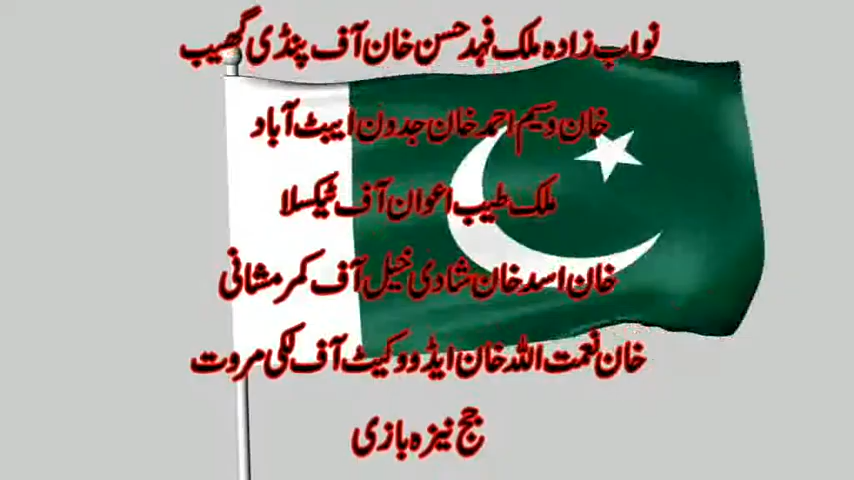 نواب زادہ ملک فہد حسن خان آف پنڈی گھیب
خان وسیم احمد خان جدون ایبٹ آباد
ملک طیب اعوان آف ٹیکسلا
خان اسد خان شادی خیل آف کمر مشانی
خان نعمت اللہ خان ایڈووکیٹ آف لکی مروت
جج نیزہ بازی